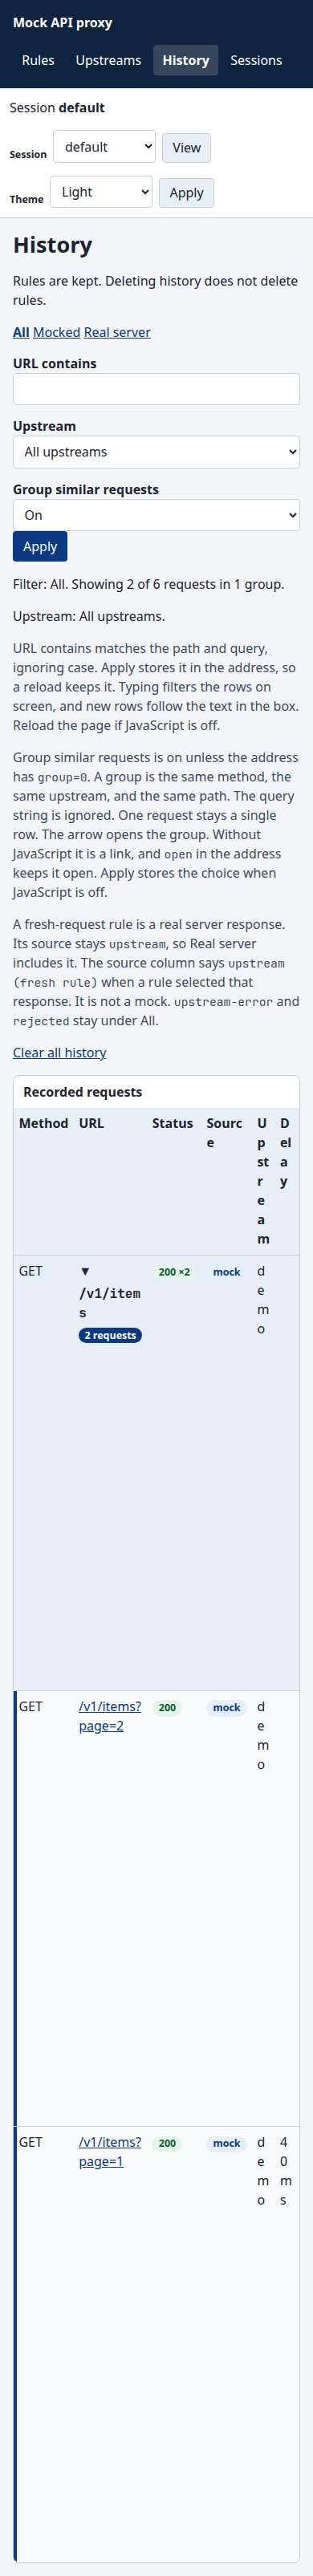 Mock API proxy
Rules Upstreams History Sessions
Session default
Session default View
Theme Light Apply
History
Rules are kept. Deleting history does not delete
rules.
All Mocked Real server
URL contains
Upstream
All upstreams
Group similar requests
On
Apply
Filter: All. Showing 2 of 6 requests in 1 group.
Upstream: All upstreams.
URL contains matches the path and query,
ignoring case. Apply stores it in the address, so
a reload keeps it. Typing filters the rows on
screen, and new rows follow the text in the box.
Reload the page if JavaScript is off.
Group similar requests is on unless the address
has group=0. A group is the same method, the
same upstream, and the same path. The query
string is ignored. One request stays a single
row. The arrow opens the group. Without
JavaScript it is a link, and open in the address
keeps it open. Apply stores the choice when
JavaScript is off.
A fresh-request rule is a real server response.
Its source stays upstream, so Real server
includes it. The source column says upstream
(fresh rule) when a rule selected that
response. It is not a mock. upstream-error and
rejected stay under All.
Clear all history
Recorded requests
Method URL Status Source Upstream Delay
GET ▼ /v1/items 2 requests 200 ×2 mock demo
GET /v1/items?page=2 200 mock demo
GET /v1/items?page=1 200 mock demo 40ms